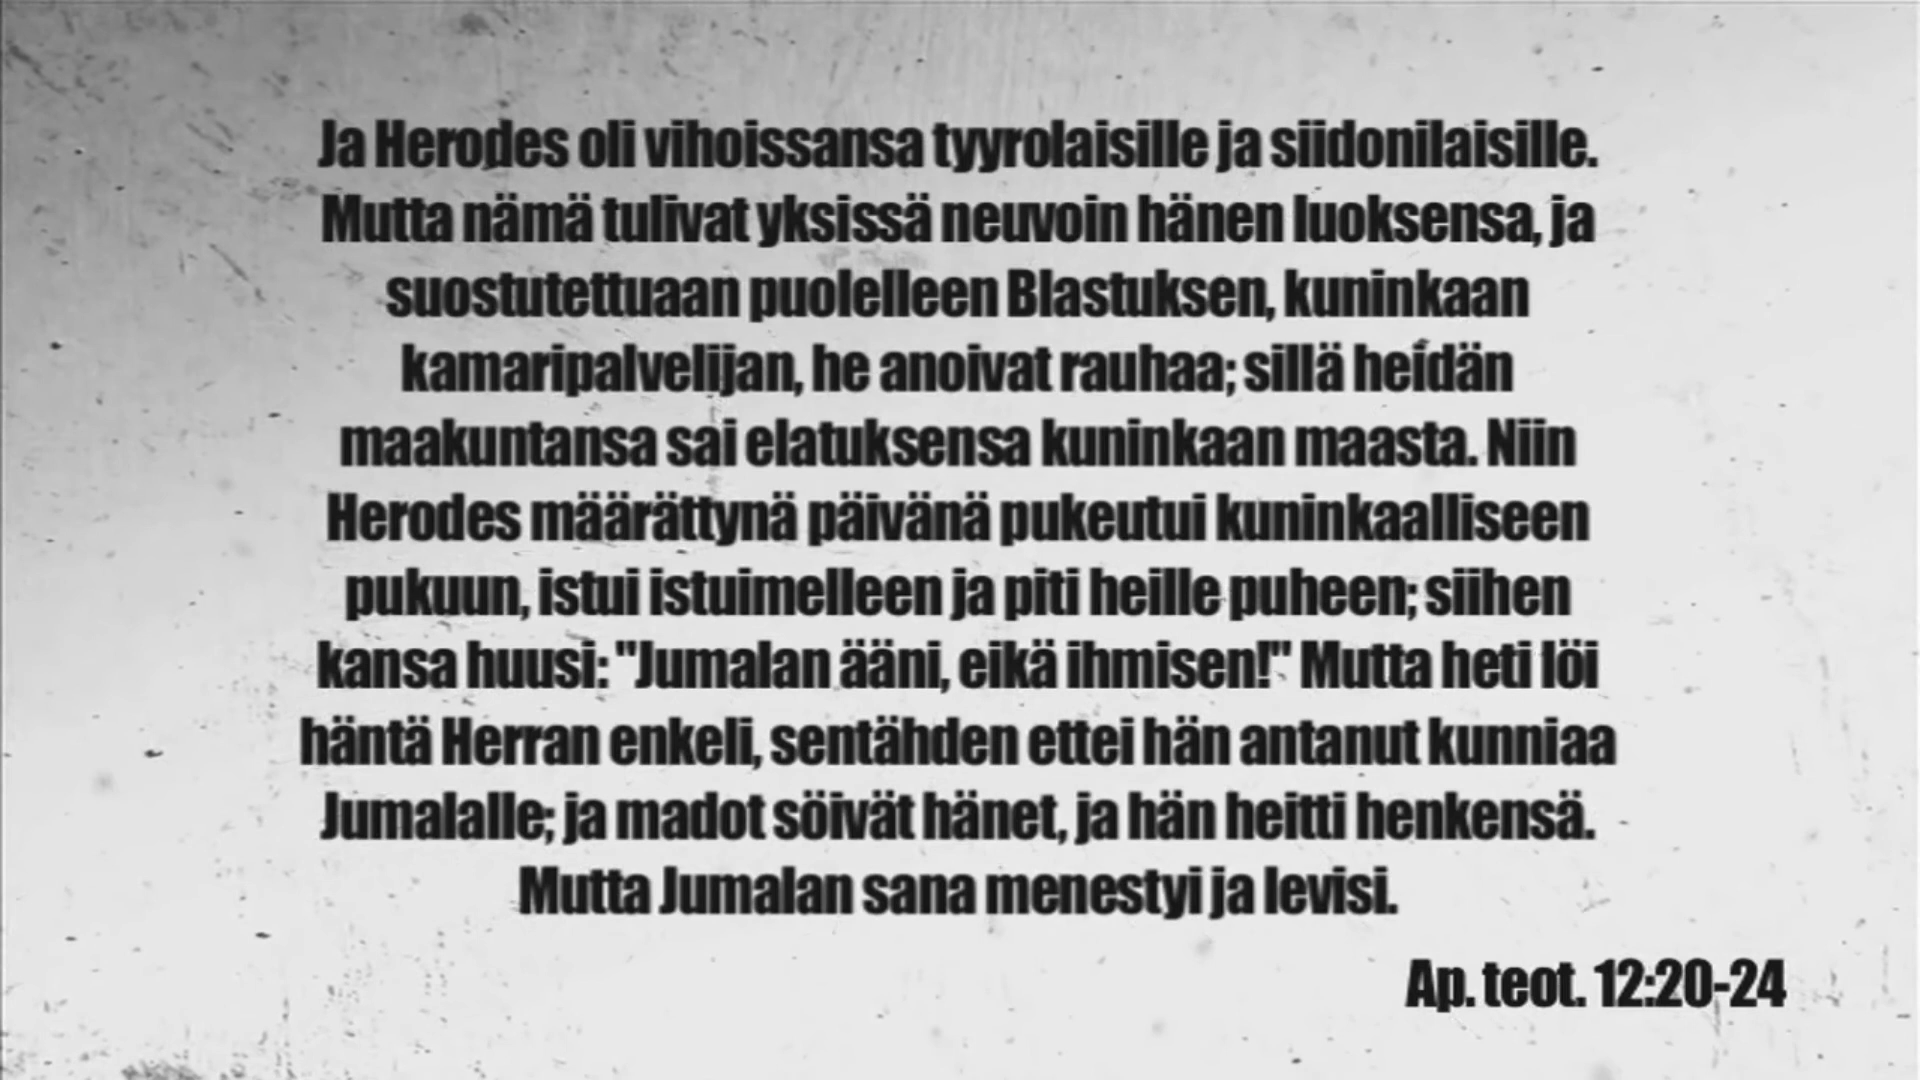 Ja Herodes oli vihoissansa tyyrolaisille ja siidonilaisille.
Mutta nämä tulivat yksissä neuvoin hänen luoksensa, ja
suostutettuaan puolelleen Blastuksen, kuninkaan
kamaripalvelijan, he anoivat rauhaa; sillä heidän
maakuntansa sai elatuksensa kuninkaan maasta. Niin
Herodes määrättynä päivänä pukeutui kuninkaalliseen
pukuun, istui istuimelleen ja piti heille puheen; siihen
kansa huusi: "Jumalan ääni, eikä ihmisen!" Mutta heti löi
häntä Herran enkeli, sentähden ettei hän antanut kunniaa
Jumalalle; ja madot söivät hänet, ja hän heitti henkensä.
Mutta Jumalan sana menestyi ja levisi.
Ap. teot. 12:20-24